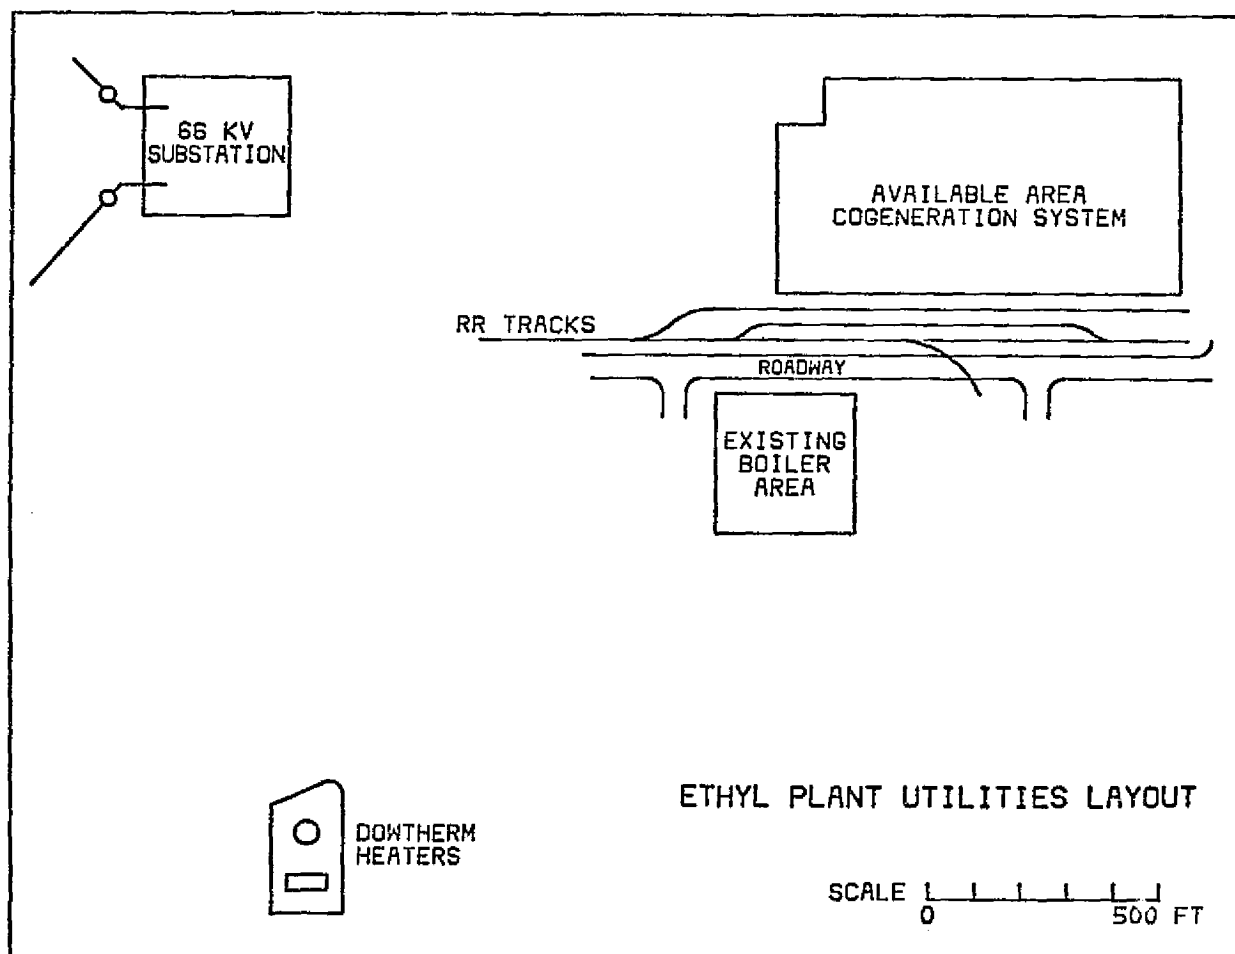 66 KV
SUBSTATION
AVAILABLE AREA
COGENERATION SYSTEM
RR TRACKS
ROADWAY
EXISTING
BOILER
AREA
ETHYL PLANT UTILITIES LAYOUT
DOWTHERM
HEATERS
SCALE
0 500 FT